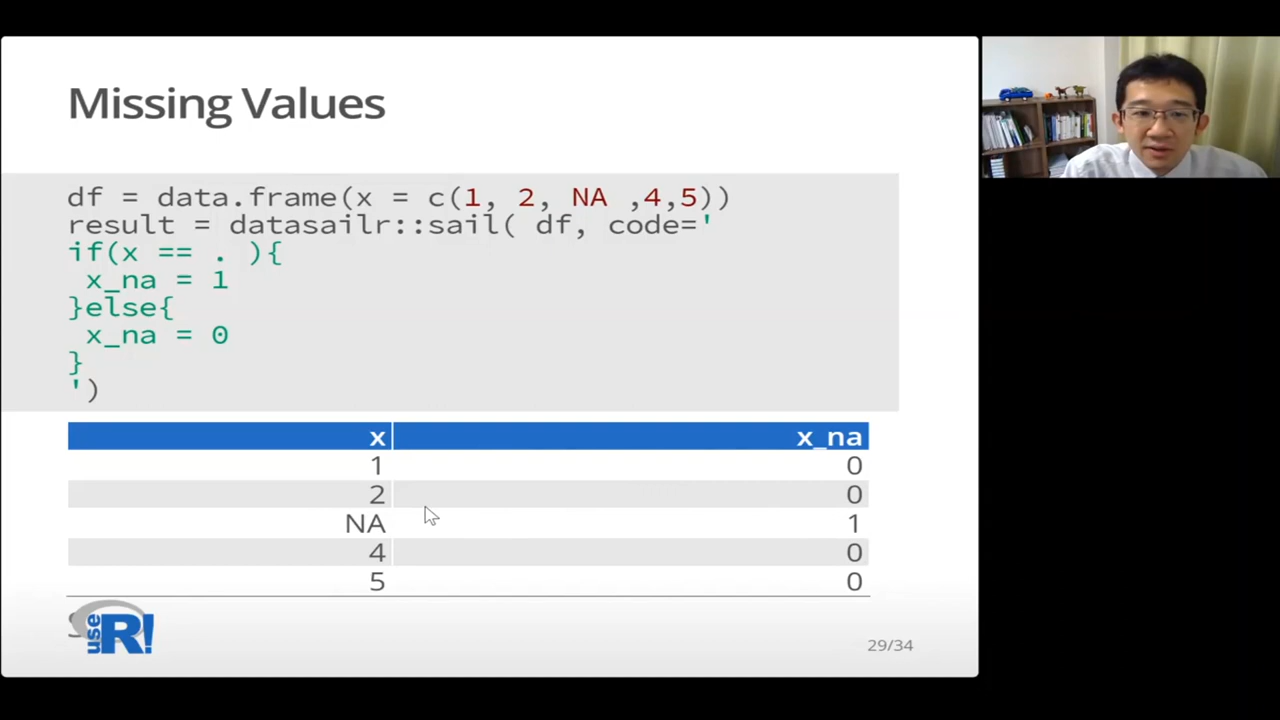 Missing Values
df = data.frame(x = c(1, 2, NA ,4,5))
result = datasailr::sail( df, code='
if(x == . ){
x_na = 1
}else{
x_na = 0
}
')
x x_na
1 0
2 0
NA 1
4 0
5 0
use R!
29/34